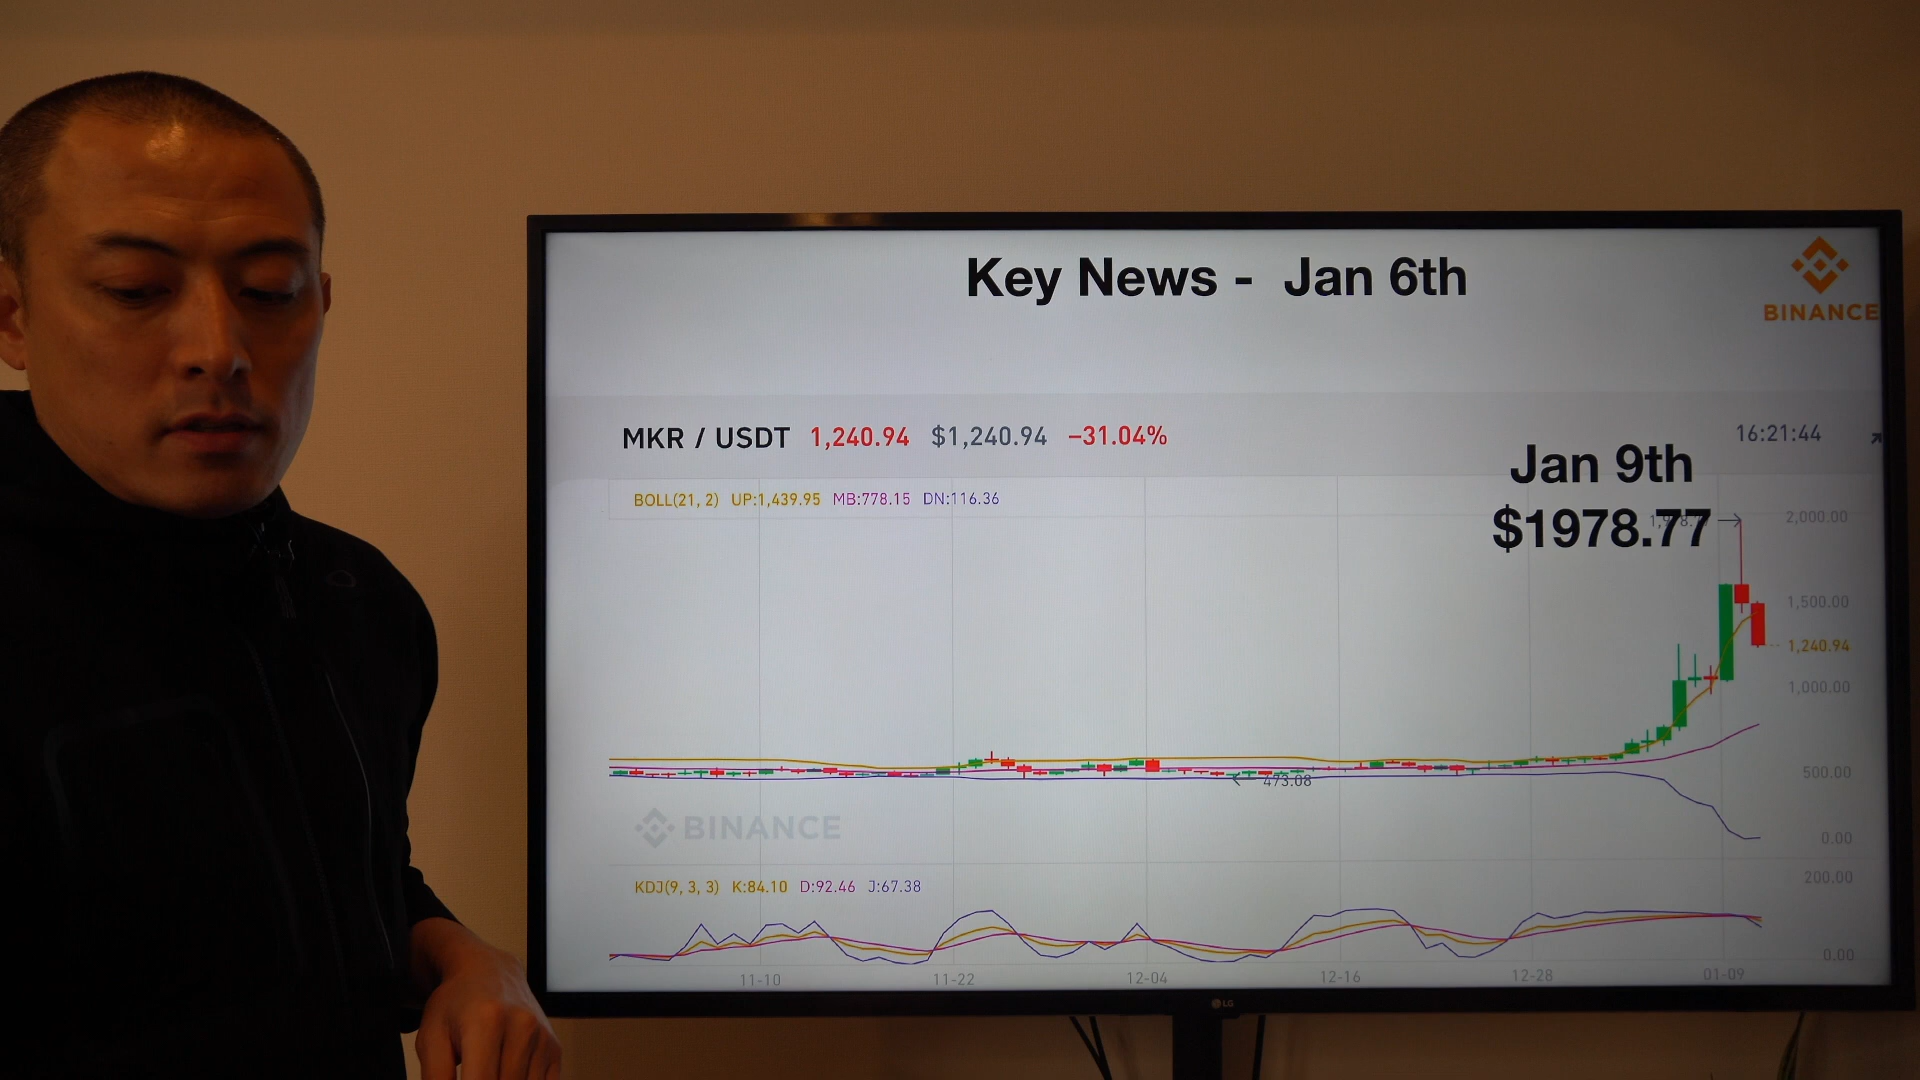 Key News - Jan 6th
BINANCE
MKR / USDT 1,240.94 $1,240.94 −31.04%
16:21:44
Jan 9th
$1978.77
BOLL(21, 2) UP:1,439.95 MB:778.15 DN:116.36
2,000.00
1,500.00
1,240.94
1,000.00
500.00
473.08
0.00
BINANCE
KDJ(9, 3, 3) K:84.10 D:92.46 J:67.38
200.00
0.00
11-10 11-22 12-04 12-16 12-28 01-09
LG